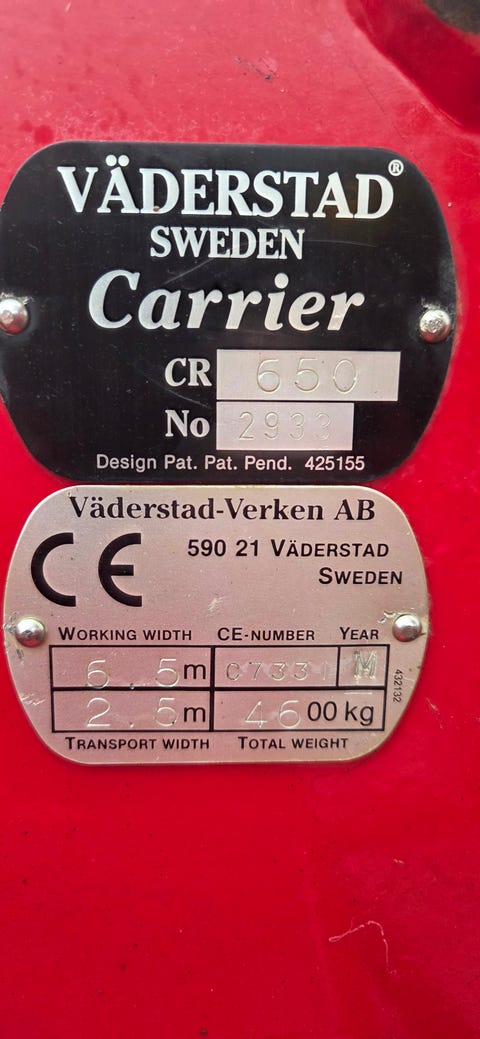 VÄDERSTAD®
SWEDEN
Carrier
CR 650
No 2933
Design Pat. Pat. Pend. 425155
Väderstad-Verken AB
CE 590 21 VÄDERSTAD
SWEDEN
WORKING WIDTH CE-NUMBER YEAR
6.5m C7331 M
2.5m 4600 kg
TRANSPORT WIDTH TOTAL WEIGHT
432132